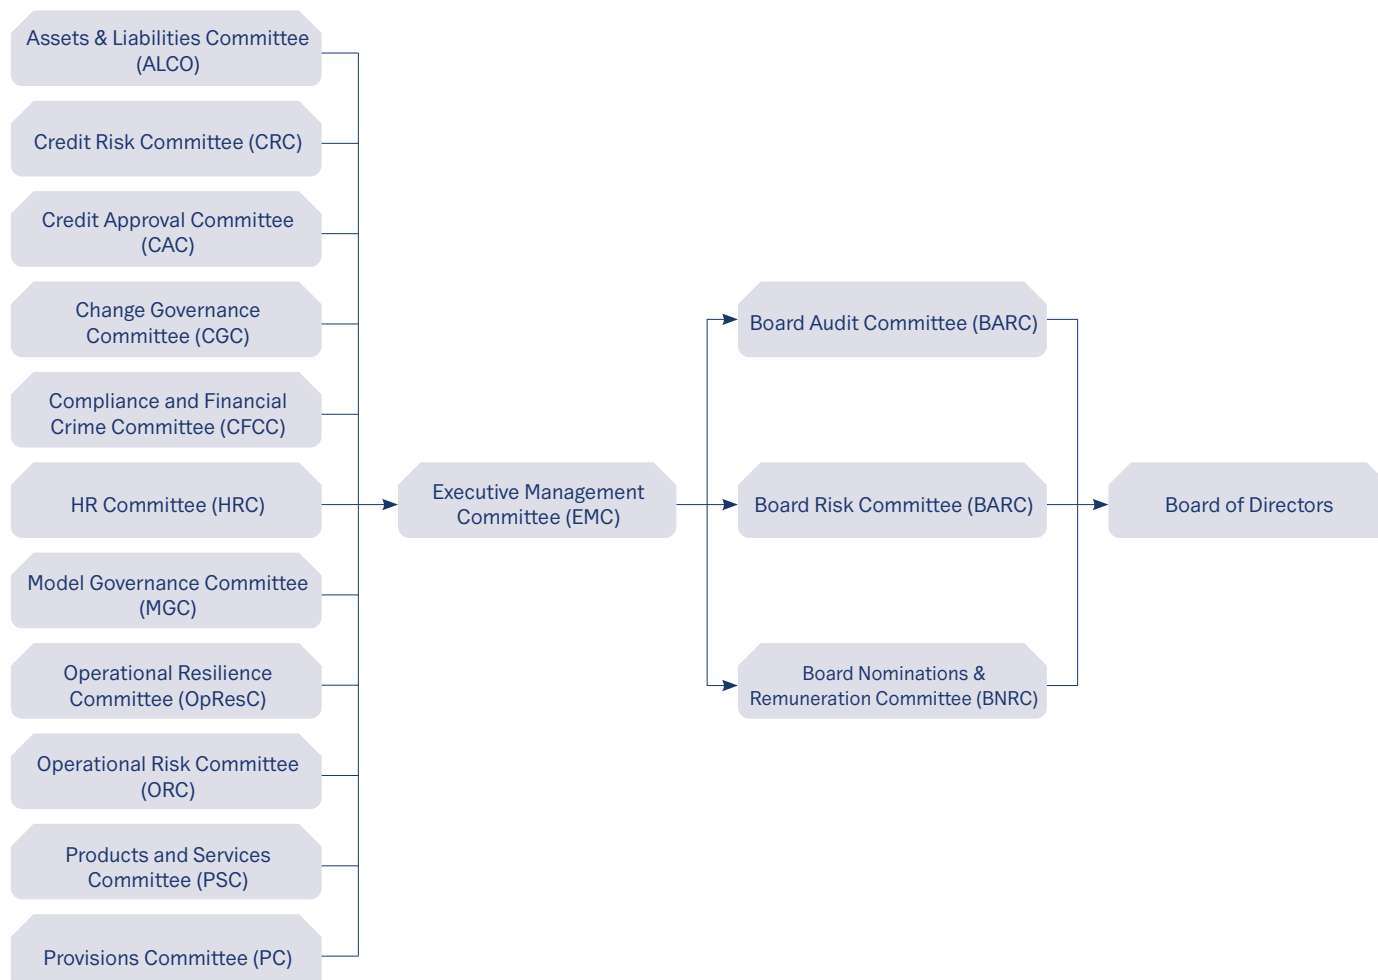 Assets & Liabilities Committee
(ALCO)
Credit Risk Committee (CRC)
Credit Approval Committee
(CAC)
Change Governance
Committee (CGC)
Compliance and Financial
Crime Committee (CFCC)
HR Committee (HRC)
Model Governance Committee
(MGC)
Operational Resilience
Committee (OpResC)
Operational Risk Committee
(ORC)
Products and Services
Committee (PSC)
Provisions Committee (PC)
Executive Management
Committee (EMC)
Board Audit Committee (BARC)
Board Risk Committee (BARC)
Board Nominations &
Remuneration Committee (BNRC)
Board of Directors